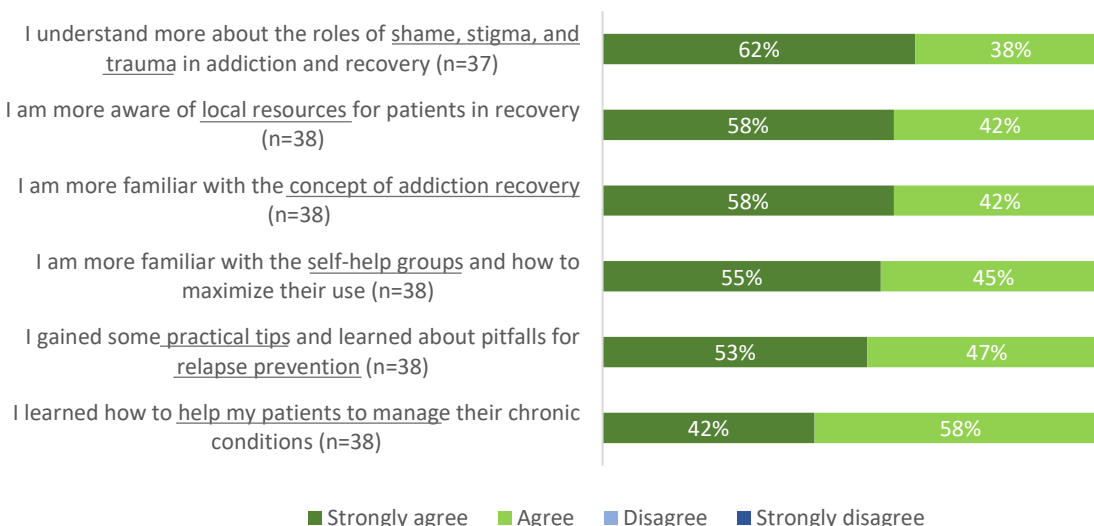 I understand more about the roles of shame, stigma, and
trauma in addiction and recovery (n=37)
62%
38%
I am more aware of local resources for patients in recovery
(n=38)
58%
42%
I am more familiar with the concept of addiction recovery
(n=38)
58%
42%
I am more familiar with the self-help groups and how to
maximize their use (n=38)
55%
45%
I gained some practical tips and learned about pitfalls for
relapse prevention (n=38)
53%
47%
I learned how to help my patients to manage their chronic
conditions (n=38)
42%
58%
Strongly agree
Agree
Disagree
Strongly disagree